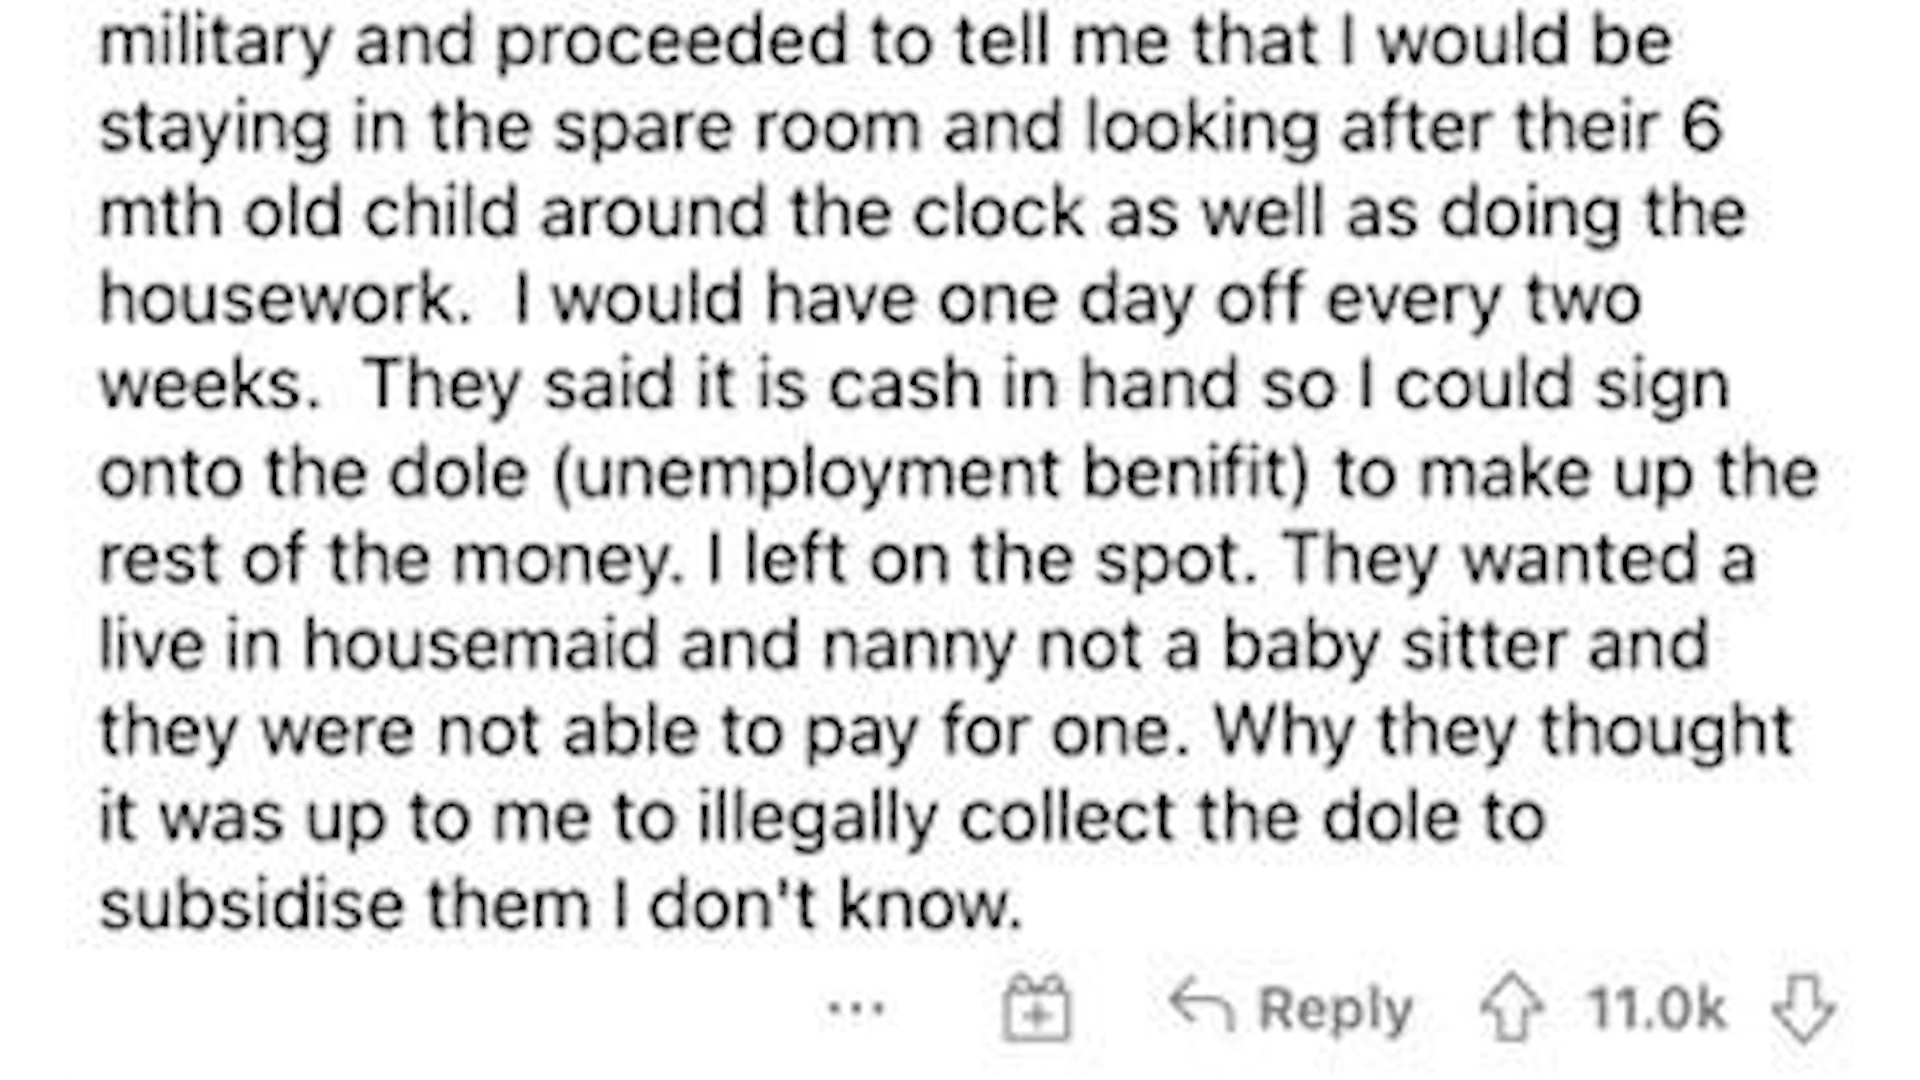 military and proceeded to tell me that I would be
staying in the spare room and looking after their 6
mth old child around the clock as well as doing the
housework.  I would have one day off every two
weeks.  They said it is cash in hand so I could sign
onto the dole (unemployment benifit) to make up the
rest of the money. I left on the spot. They wanted a
live in housemaid and nanny not a baby sitter and
they were not able to pay for one. Why they thought
it was up to me to illegally collect the dole to
subsidise them I don't know.
... Reply 11.0k